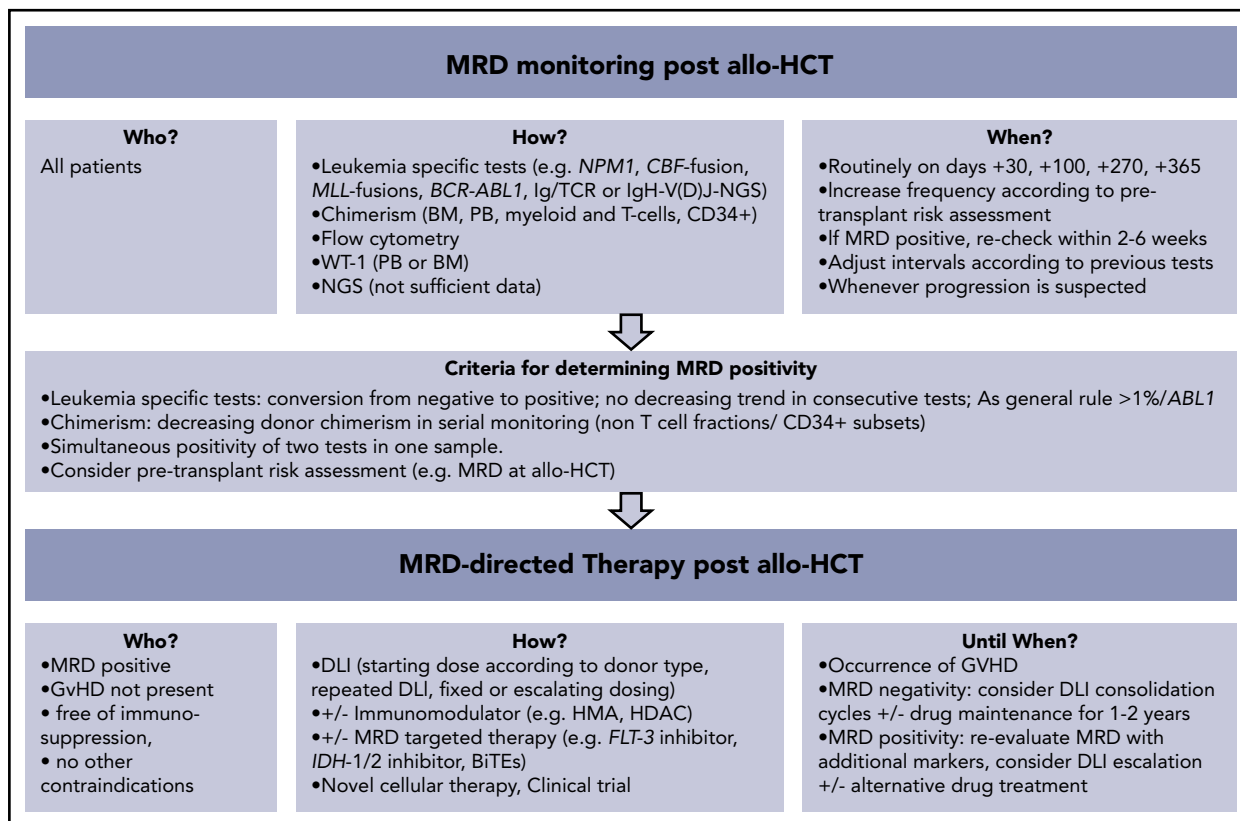 MRD monitoring post allo-HCT
Who?
All patients
How?
•Leukemia specific tests (e.g. NPM1, CBF-fusion,
MLL-fusions, BCR-ABL1, Ig/TCR or IgH-V(D)J-NGS)
•Chimerism (BM, PB, myeloid and T-cells, CD34+)
•Flow cytometry
•WT-1 (PB or BM)
•NGS (not sufficient data)
When?
•Routinely on days +30, +100, +270, +365
•Increase frequency according to pre-
transplant risk assessment
•If MRD positive, re-check within 2-6 weeks
•Adjust intervals according to previous tests
•Whenever progression is suspected
Criteria for determining MRD positivity
•Leukemia specific tests: conversion from negative to positive; no decreasing trend in consecutive tests; As general rule >1%/ABL1
•Chimerism: decreasing donor chimerism in serial monitoring (non T cell fractions/ CD34+ subsets)
•Simultaneous positivity of two tests in one sample.
•Consider pre-transplant risk assessment (e.g. MRD at allo-HCT)
MRD-directed Therapy post allo-HCT
Who?
•MRD positive
•GvHD not present
• free of immuno-
suppression,
• no other
contraindications
How?
•DLI (starting dose according to donor type,
repeated DLI, fixed or escalating dosing)
•+/- Immunomodulator (e.g. HMA, HDAC)
•+/- MRD targeted therapy (e.g. FLT-3 inhibitor,
IDH-1/2 inhibitor, BiTEs)
•Novel cellular therapy, Clinical trial
Until When?
•Occurrence of GVHD
•MRD negativity: consider DLI consolidation
cycles +/- drug maintenance for 1-2 years
•MRD positivity: re-evaluate MRD with
additional markers, consider DLI escalation
+/- alternative drug treatment